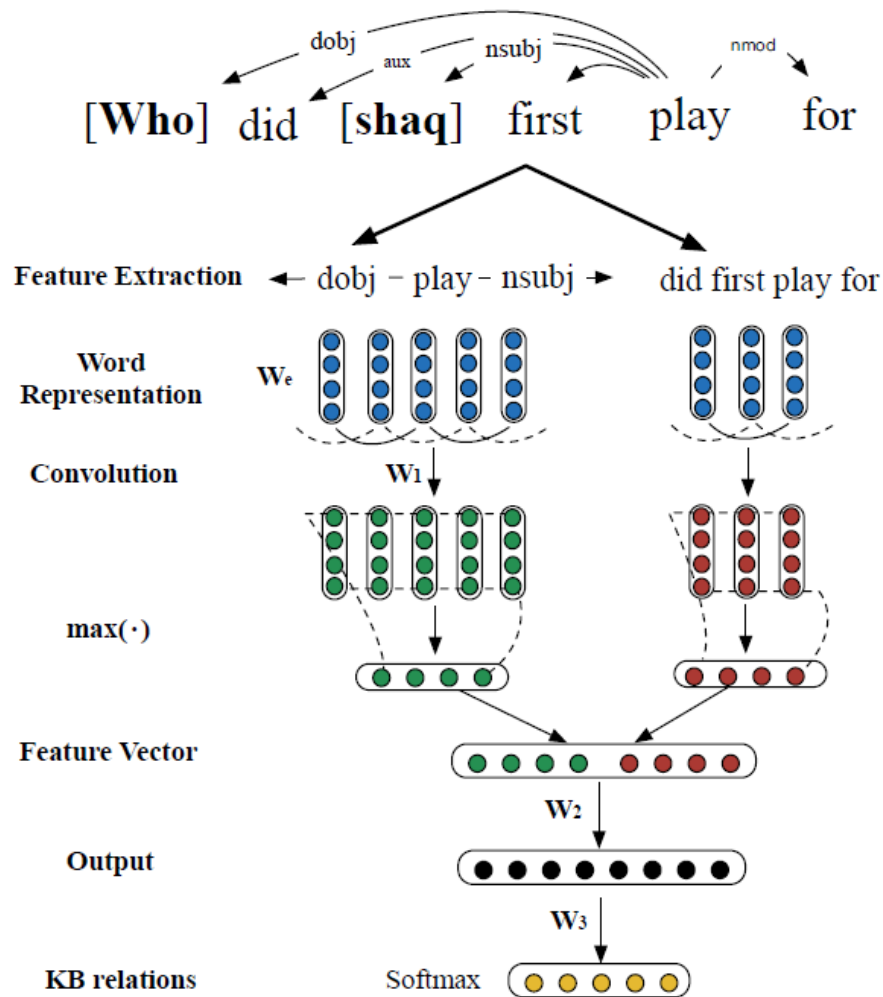 dobj aux nsubj nmod
[Who] did [shaq] first play for
Feature Extraction dobj – play – nsubj did first play for
Word
Representation
We
Convolution
W1
max(·)
Feature Vector
W2
Output
W3
KB relations Softmax